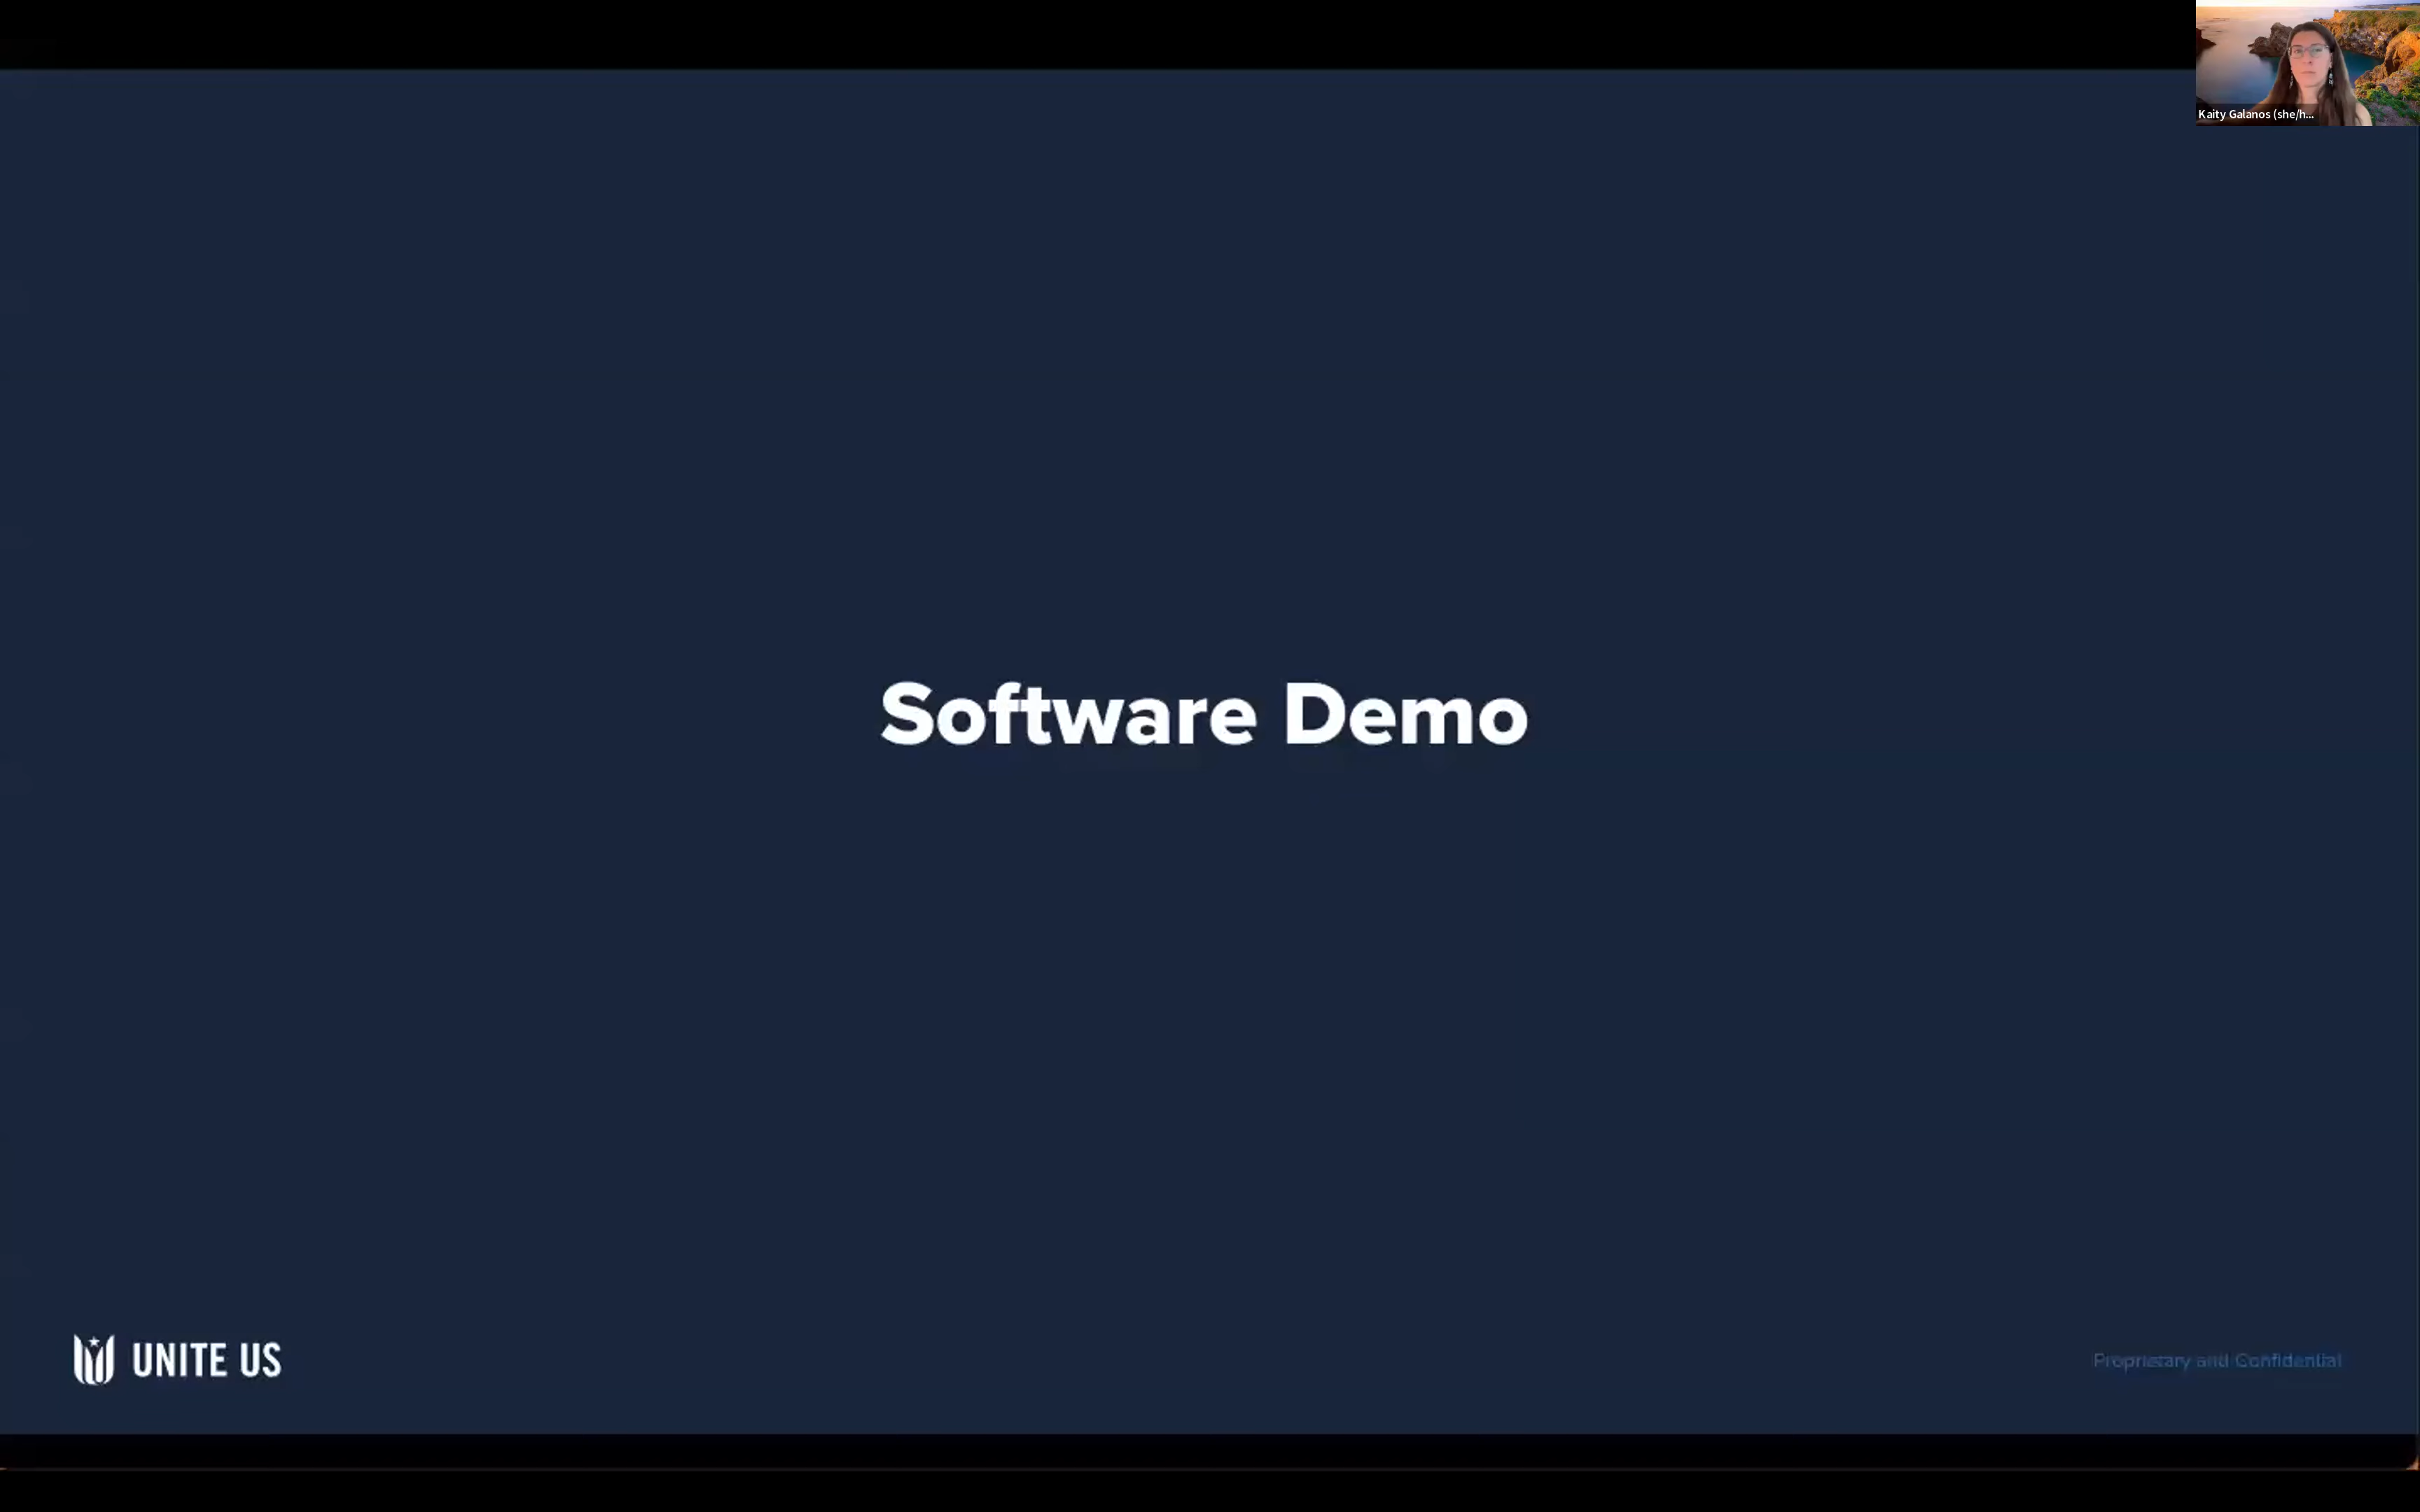 Kaity Galanos (she/h...
Software Demo
UNITE US
Proprietary and Confidential